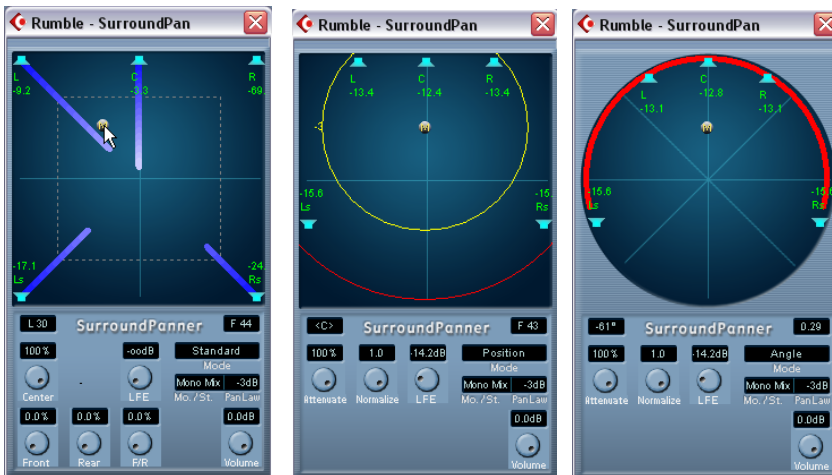 Rumble - SurroundPan
L C R
-9.2 -3.3 -69.
-17.1 -24.
Ls Rs
L 30 SurroundPanner F 44
100% -oodB Standard
Mode
Mono Mix -3dB
Center LFE Mo./St. PanLaw
0.0% 0.0% 0.0% 0.0dB
Front Rear F/R Volume
Rumble - SurroundPan
L C R
-13.4 -12.4 -13.4
-3
-15.6 -15.
Ls Rs
<C> SurroundPanner F 43
100% 1.0 -14.2dB Position
Mode
Mono Mix -3dB
Attenuate Normalize LFE Mo./St. PanLaw
0.0dB
Volume
Rumble - SurroundPan
L C R
-13.1 -12.8 -13.1
-15.6 -15.6
Ls Rs
-61° SurroundPanner 0.29
100% 1.0 -14.2dB Angle
Mode
Mono Mix -3dB
Attenuate Normalize LFE Mo./St. PanLaw
0.0dB
Volume